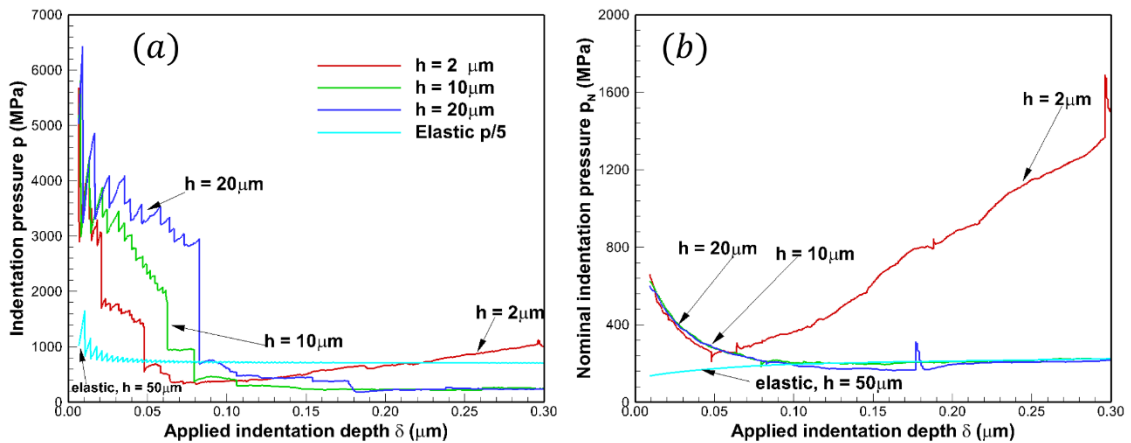 (a)
Indentation pressure p (MPa)
7000
6000
5000
4000
3000
2000
1000
0
h = 2 μm
h = 10μm
h = 20μm
Elastic p/5
h = 20μm
h = 10μm
h = 2μm
elastic, h = 50μm
0.00 0.05 0.10 0.15 0.20 0.25 0.30
Applied indentation depth δ (μm)
(b)
Nominal indentation pressure pN (MPa)
2000
1600
1200
800
400
0
h = 2μm
h = 20μm
h = 10μm
elastic, h = 50μm
0.00 0.05 0.10 0.15 0.20 0.25 0.30
Applied indentation depth δ (μm)